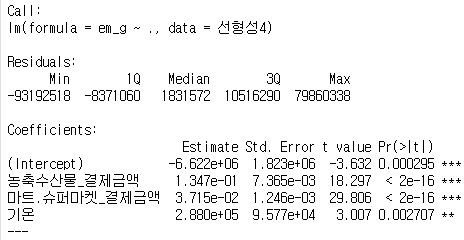 Call:
lm(formula = em_g ~ ., data = 선형성4)
Residuals:
Min 1Q Median 3Q Max
-93192518 -8371060 1831572 10516290 79860338
Coefficients:
Estimate Std. Error t value Pr(>|t|)
(Intercept) -6.622e+06 1.823e+06 -3.632 0.000295 ***
농축수산물_결제금액 1.347e-01 7.365e-03 18.297 < 2e-16 ***
마트.슈퍼마켓_결제금액 3.715e-02 1.246e-03 29.806 < 2e-16 ***
기온 2.880e+05 9.577e+04 3.007 0.002707 **
---